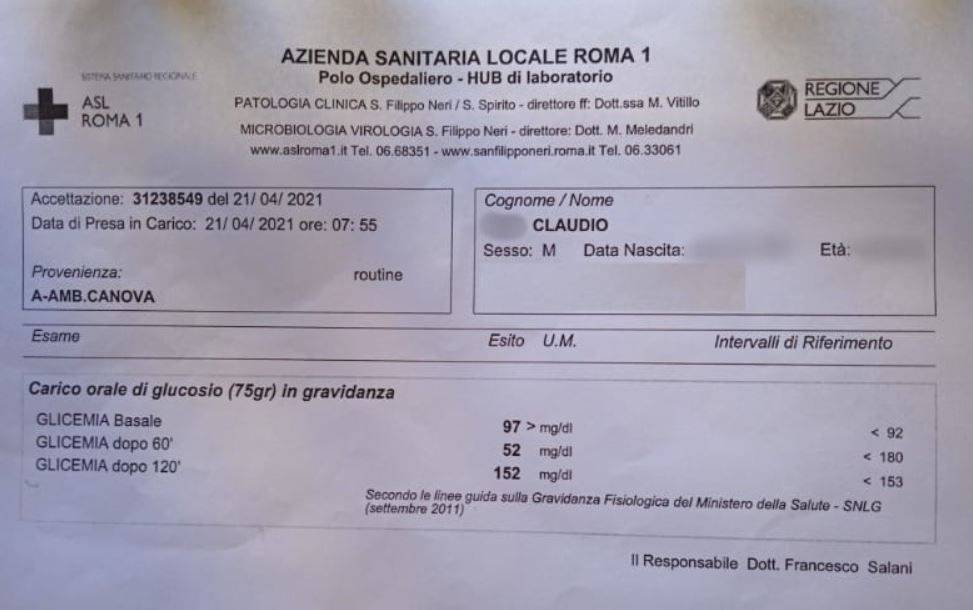 AZIENDA SANITARIA LOCALE ROMA 1
Polo Ospedaliero - HUB di laboratorio
SISTEMA SANITARIO REGIONALE
ASL
ROMA 1
PATOLOGIA CLINICA S. Filippo Neri / S. Spirito - direttore ff: Dott.ssa M. Vitillo
MICROBIOLOGIA VIROLOGIA S. Filippo Neri - direttore: Dott. M. Meledandri
www.aslroma1.it Tel. 06.68351 - www.sanfilipponeri.roma.it Tel. 06.33061
REGIONE
LAZIO
Accettazione: 31238549 del 21/ 04/ 2021
Data di Presa in Carico: 21/ 04/ 2021 ore: 07: 55
Provenienza: routine
A-AMB.CANOVA
Cognome / Nome
CLAUDIO
Sesso: M Data Nascita: Età:
Esame Esito U.M. Intervalli di Riferimento
Carico orale di glucosio (75gr) in gravidanza
GLICEMIA Basale 97 > mg/dl < 92
GLICEMIA dopo 60' 52 mg/dl < 180
GLICEMIA dopo 120' 152 mg/dl < 153
Secondo le linee guida sulla Gravidanza Fisiologica del Ministero della Salute - SNLG
(settembre 2011)
Il Responsabile Dott. Francesco Salani